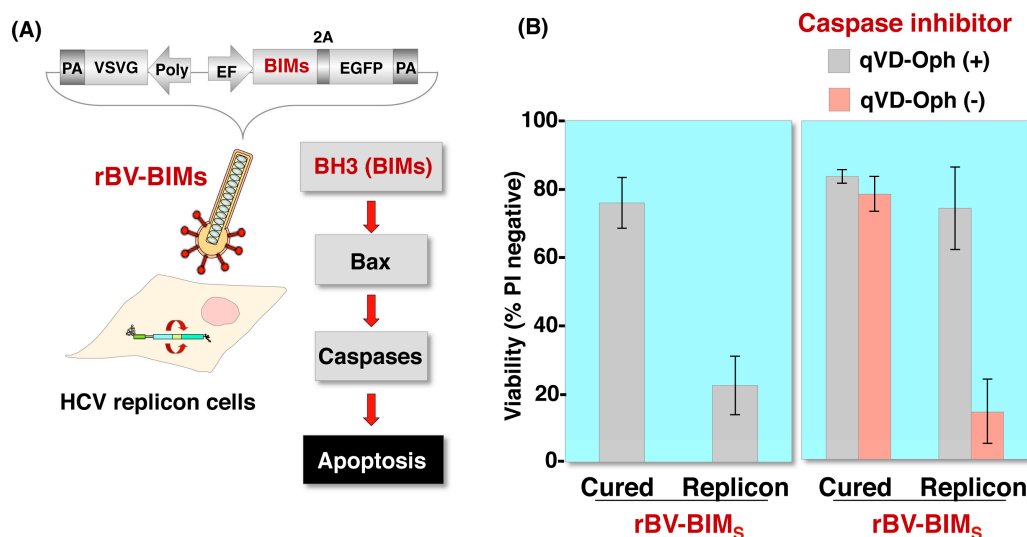 (A)
2A
PA VSVG Poly EF BIMs EGFP PA
rBV-BIMs
BH3 (BIMs)
Bax
Caspases
Apoptosis
HCV replicon cells
(B)
Caspase inhibitor
qVD-Oph (+)
qVD-Oph (-)
Viability (% PI negative)
100
80
60
40
20
0
Cured Replicon
rBV-BIMS
Cured Replicon
rBV-BIMS